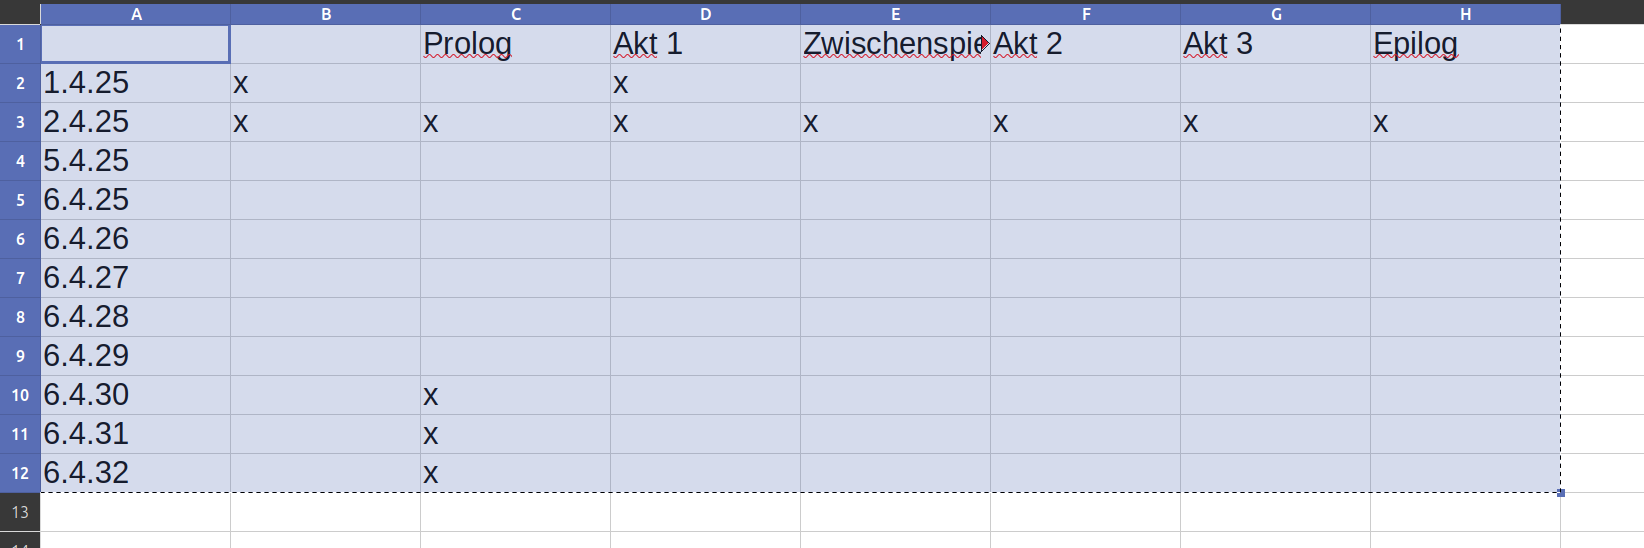 A B C D E F G H
1 Prolog Akt 1 Zwischenspie Akt 2 Akt 3 Epilog
2 1.4.25 x x
3 2.4.25 x x x x x x x
4 5.4.25
5 6.4.25
6 6.4.26
7 6.4.27
8 6.4.28
9 6.4.29
10 6.4.30 x
11 6.4.31 x
12 6.4.32 x
13